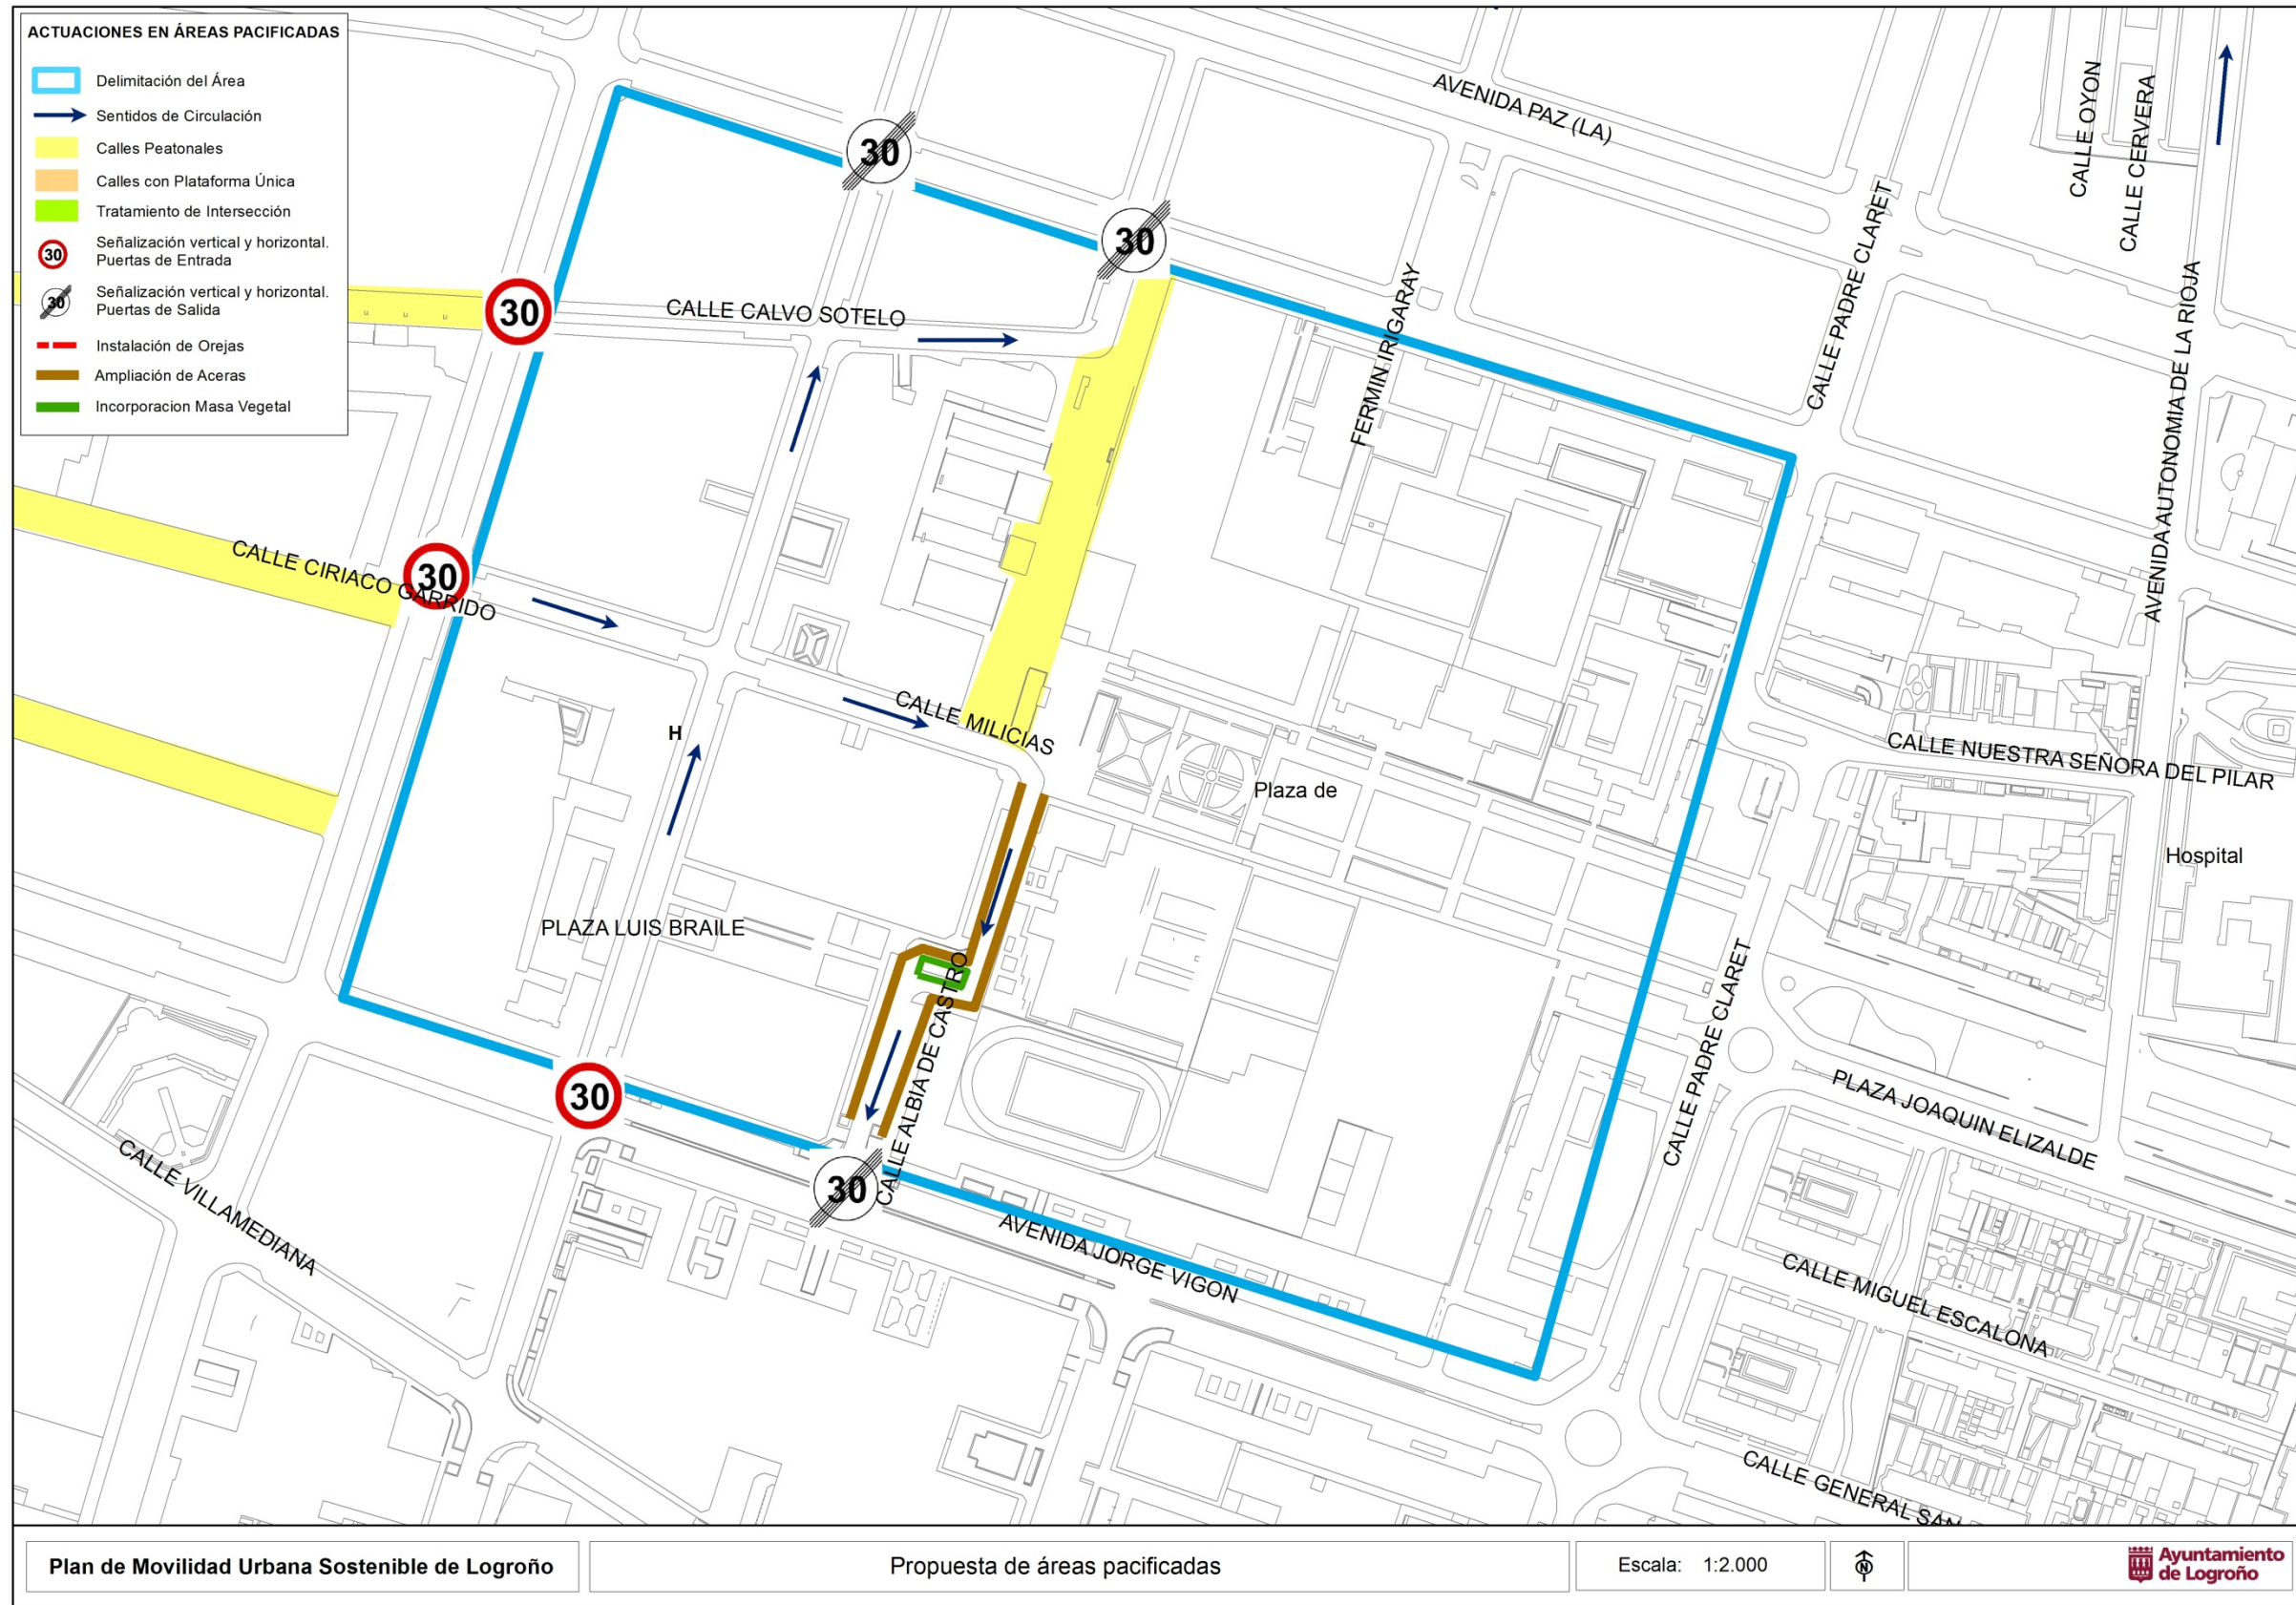 ACTUACIONES EN ÁREAS PACIFICADAS
Delimitación del Área
Sentidos de Circulación
Calles Peatonales
Calles con Plataforma Única
Tratamiento de Intersección
30
Señalización vertical y horizontal.
Puertas de Entrada
30
Señalización vertical y horizontal.
Puertas de Salida
Instalación de Orejas
Ampliación de Aceras
Incorporacion Masa Vegetal
AVENIDA PAZ (LA)
CALLE OYON
CALLE CERVERA
30
30
CALLE PADRE CLARET
AVENIDA AUTONOMIA DE LA RIOJA
FERMIN IRIGARAY
30
CALLE CALVO SOTELO
CALLE CIRIACO GARRIDO
30
CALLE MILICIAS
H
CALLE NUESTRA SEÑORA DEL PILAR
Plaza de
Hospital
PLAZA LUIS BRAILE
CALLE ALBIA DE CASTRO
CALLE PADRE CLARET
30
PLAZA JOAQUIN ELIZALDE
CALLE VILLAMEDIANA
30
AVENIDA JORGE VIGON
CALLE MIGUEL ESCALONA
CALLE GENERAL SAN
Plan de Movilidad Urbana Sostenible de Logroño
Propuesta de áreas pacificadas
Escala: 1:2.000
N
Ayuntamiento
de Logroño